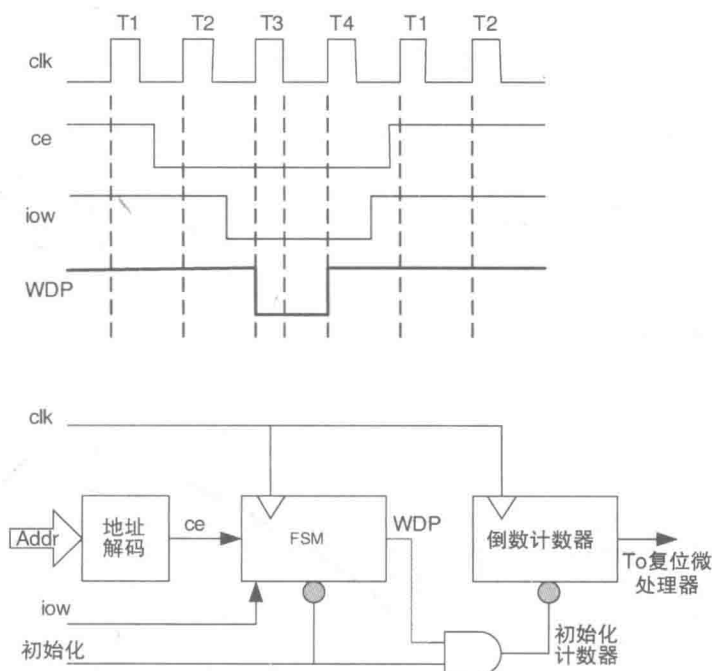 T1 T2 T3 T4 T1 T2
clk
ce
iow
WDP
clk
Addr
地址
解码
ce
FSM
WDP
倒数计数器
To复位微
处理器
iow
初始化
初始化
计数器